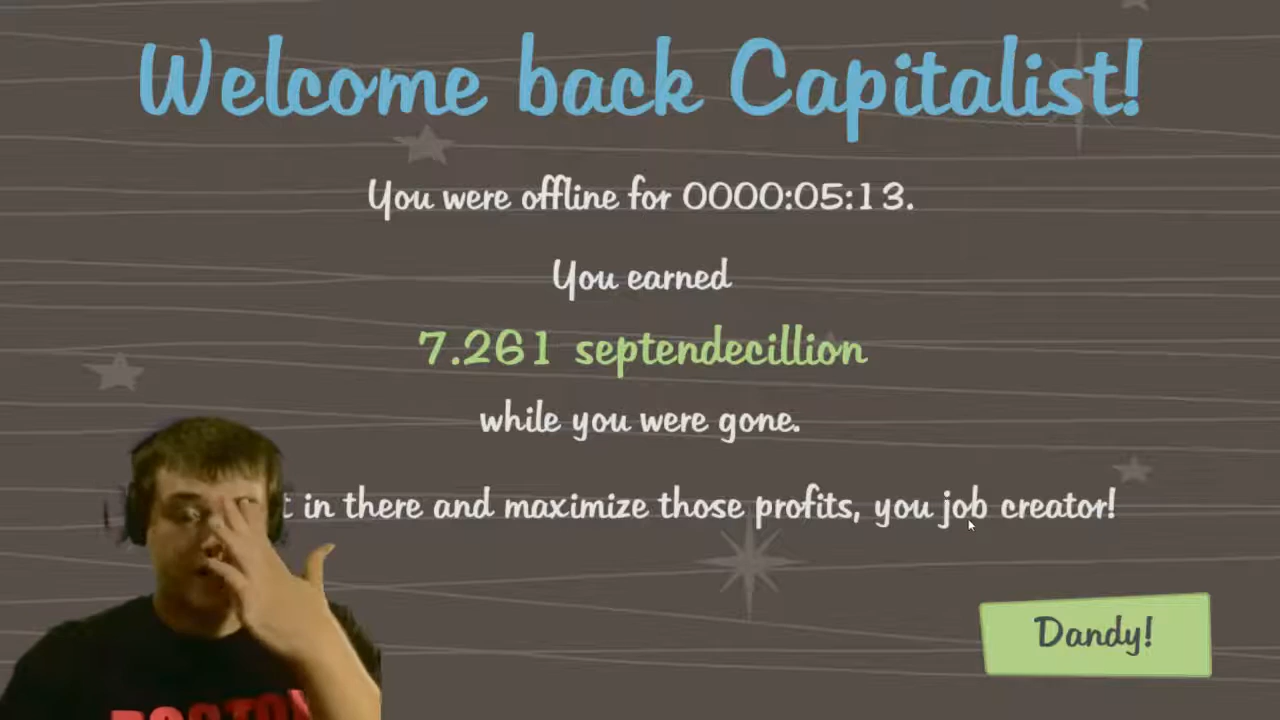 Welcome back Capitalist!
You were offline for 0000:05:13.
You earned
7.261 septendecillion
while you were gone.
in there and maximize those profits, you job creator!
Dandy!